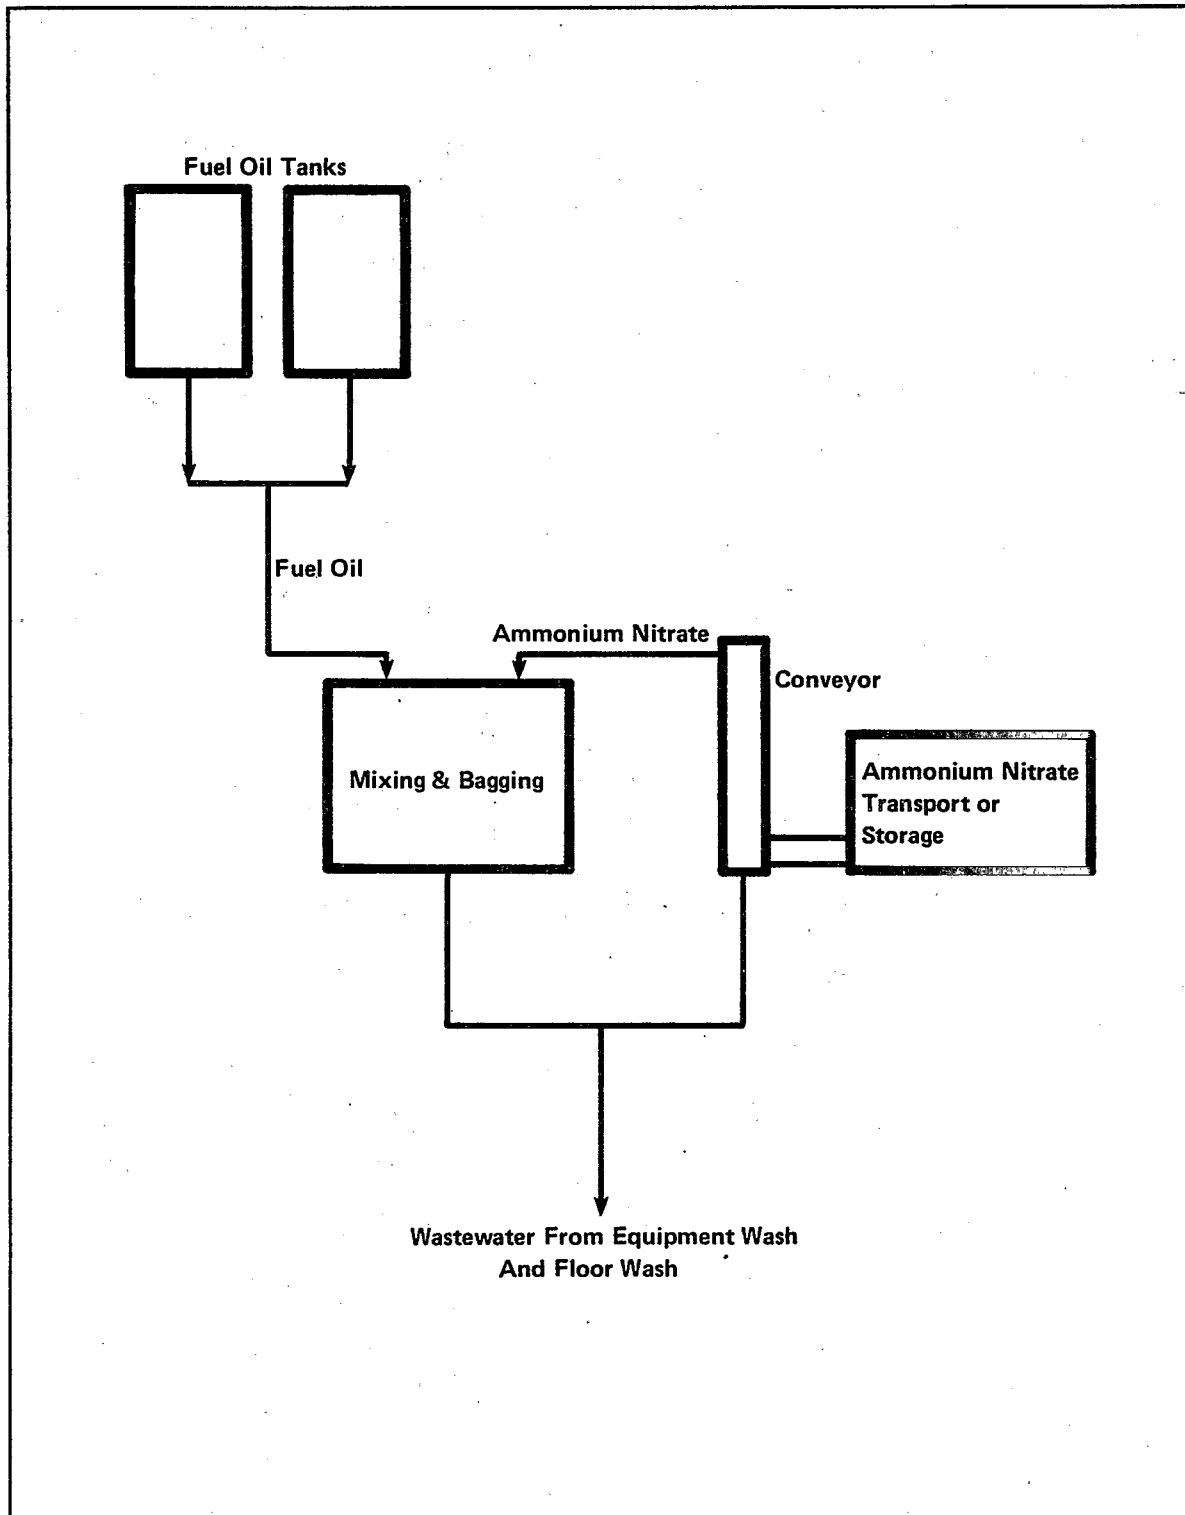 Fuel Oil Tanks
Fuel Oil
Ammonium Nitrate
Conveyor
Mixing & Bagging
Ammonium Nitrate
Transport or
Storage
Wastewater From Equipment Wash
And Floor Wash